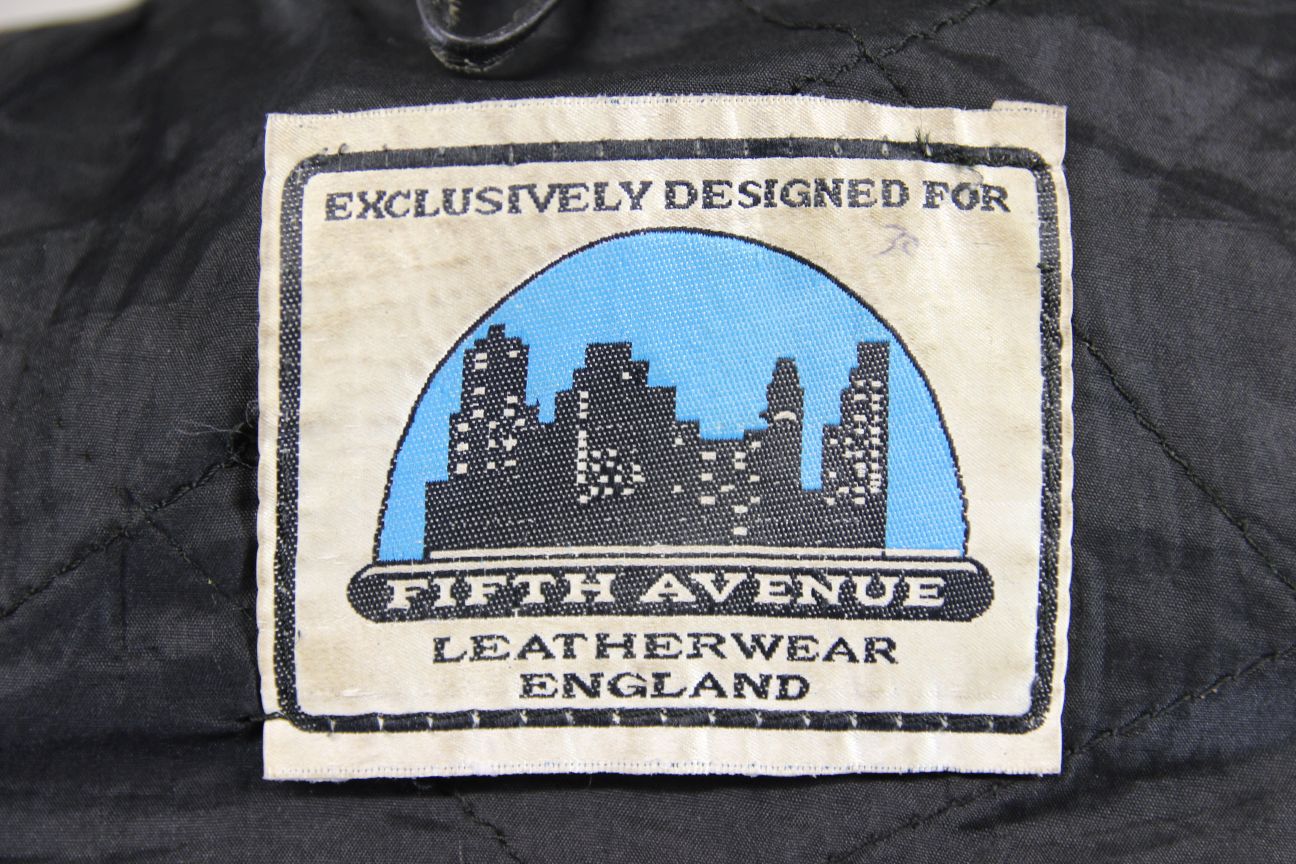 EXCLUSIVELY DESIGNED FOR
FIFTH AVENUE
LEATHERWEAR
ENGLAND